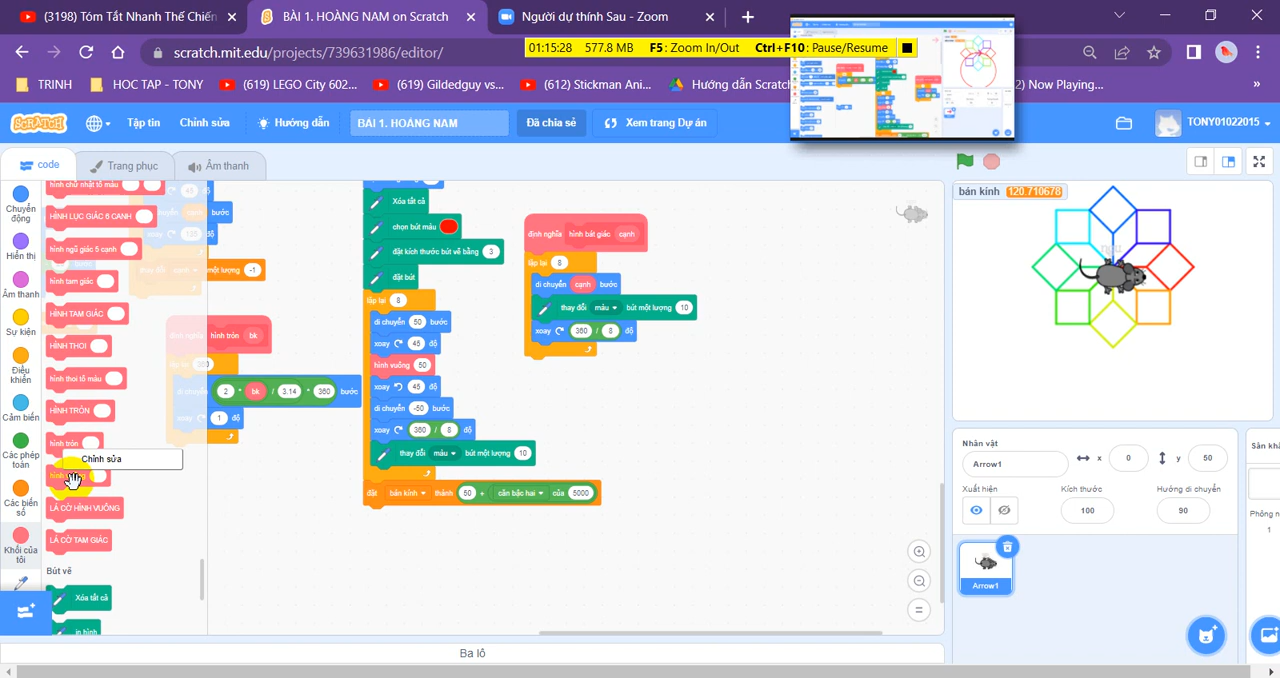 (3198) Tóm Tắt Nhanh Thế Chiến
BÀI 1. HOÀNG NAM on Scratch
Người dự thính Sau - Zoom
scratch.mit.edu/projects/739631986/editor/
01:15:28 577.8 MB F5: Zoom In/Out Ctrl+F10: Pause/Resume
TRINH
HOC TAP - TONY
(619) LEGO City 602...
(619) Gildedguy vs...
(612) Stickman Ani...
Hướng dẫn Scratch
2) Now Playing...
»
SCRATCH
Tập tin
Chỉnh sửa
Hướng dẫn
BÀI 1. HOÀNG NAM
Đã chia sẻ
Xem trang Dự án
TONY01022015
code
Trang phục
Âm thanh
Chuyển động
Hiển thị
Âm thanh
Sự kiện
Điều khiển
Cảm biến
Các phép toán
Các biến số
Khối của tôi
hình chữ nhật tô màu
HÌNH LỤC GIÁC 6 CẠNH
hình ngũ giác 5 cạnh
hình tam giác
HÌNH TAM GIÁC
HÌNH THOI
hình thoi tô màu
HÌNH TRÒN
hình tròn
Chỉnh sửa
LÁ CỜ HÌNH VUÔNG
LÁ CỜ TAM GIÁC
Bút vẽ
Xóa tất cả
in hình
45
bước
một lượng -1
định nghĩa hình tròn bk
di chuyển 2 * bk / 3.14 * 360 bước
xoay 1 độ
Xóa tất cả
chọn bút màu
đặt kích thước bút vẽ bằng 3
đặt bút
lặp lại 8
di chuyển 50 bước
xoay 45 độ
hình vuông 50
xoay 45 độ
di chuyển -50 bước
xoay 360 / 8 độ
thay đổi màu bút một lượng 10
đặt bán kính thành 50 + căn bậc hai của 5000
định nghĩa hình bát giác cạnh
lặp lại 8
di chuyển cạnh bước
thay đổi màu bút một lượng 10
xoay 360 / 8 độ
bán kính 120.710678
Nhân vật
Arrow1
x 0
y 50
Xuất hiện
Kích thước
100
Hướng di chuyển
90
Arrow1
Sân khấ
Phông n
1
Ba lô